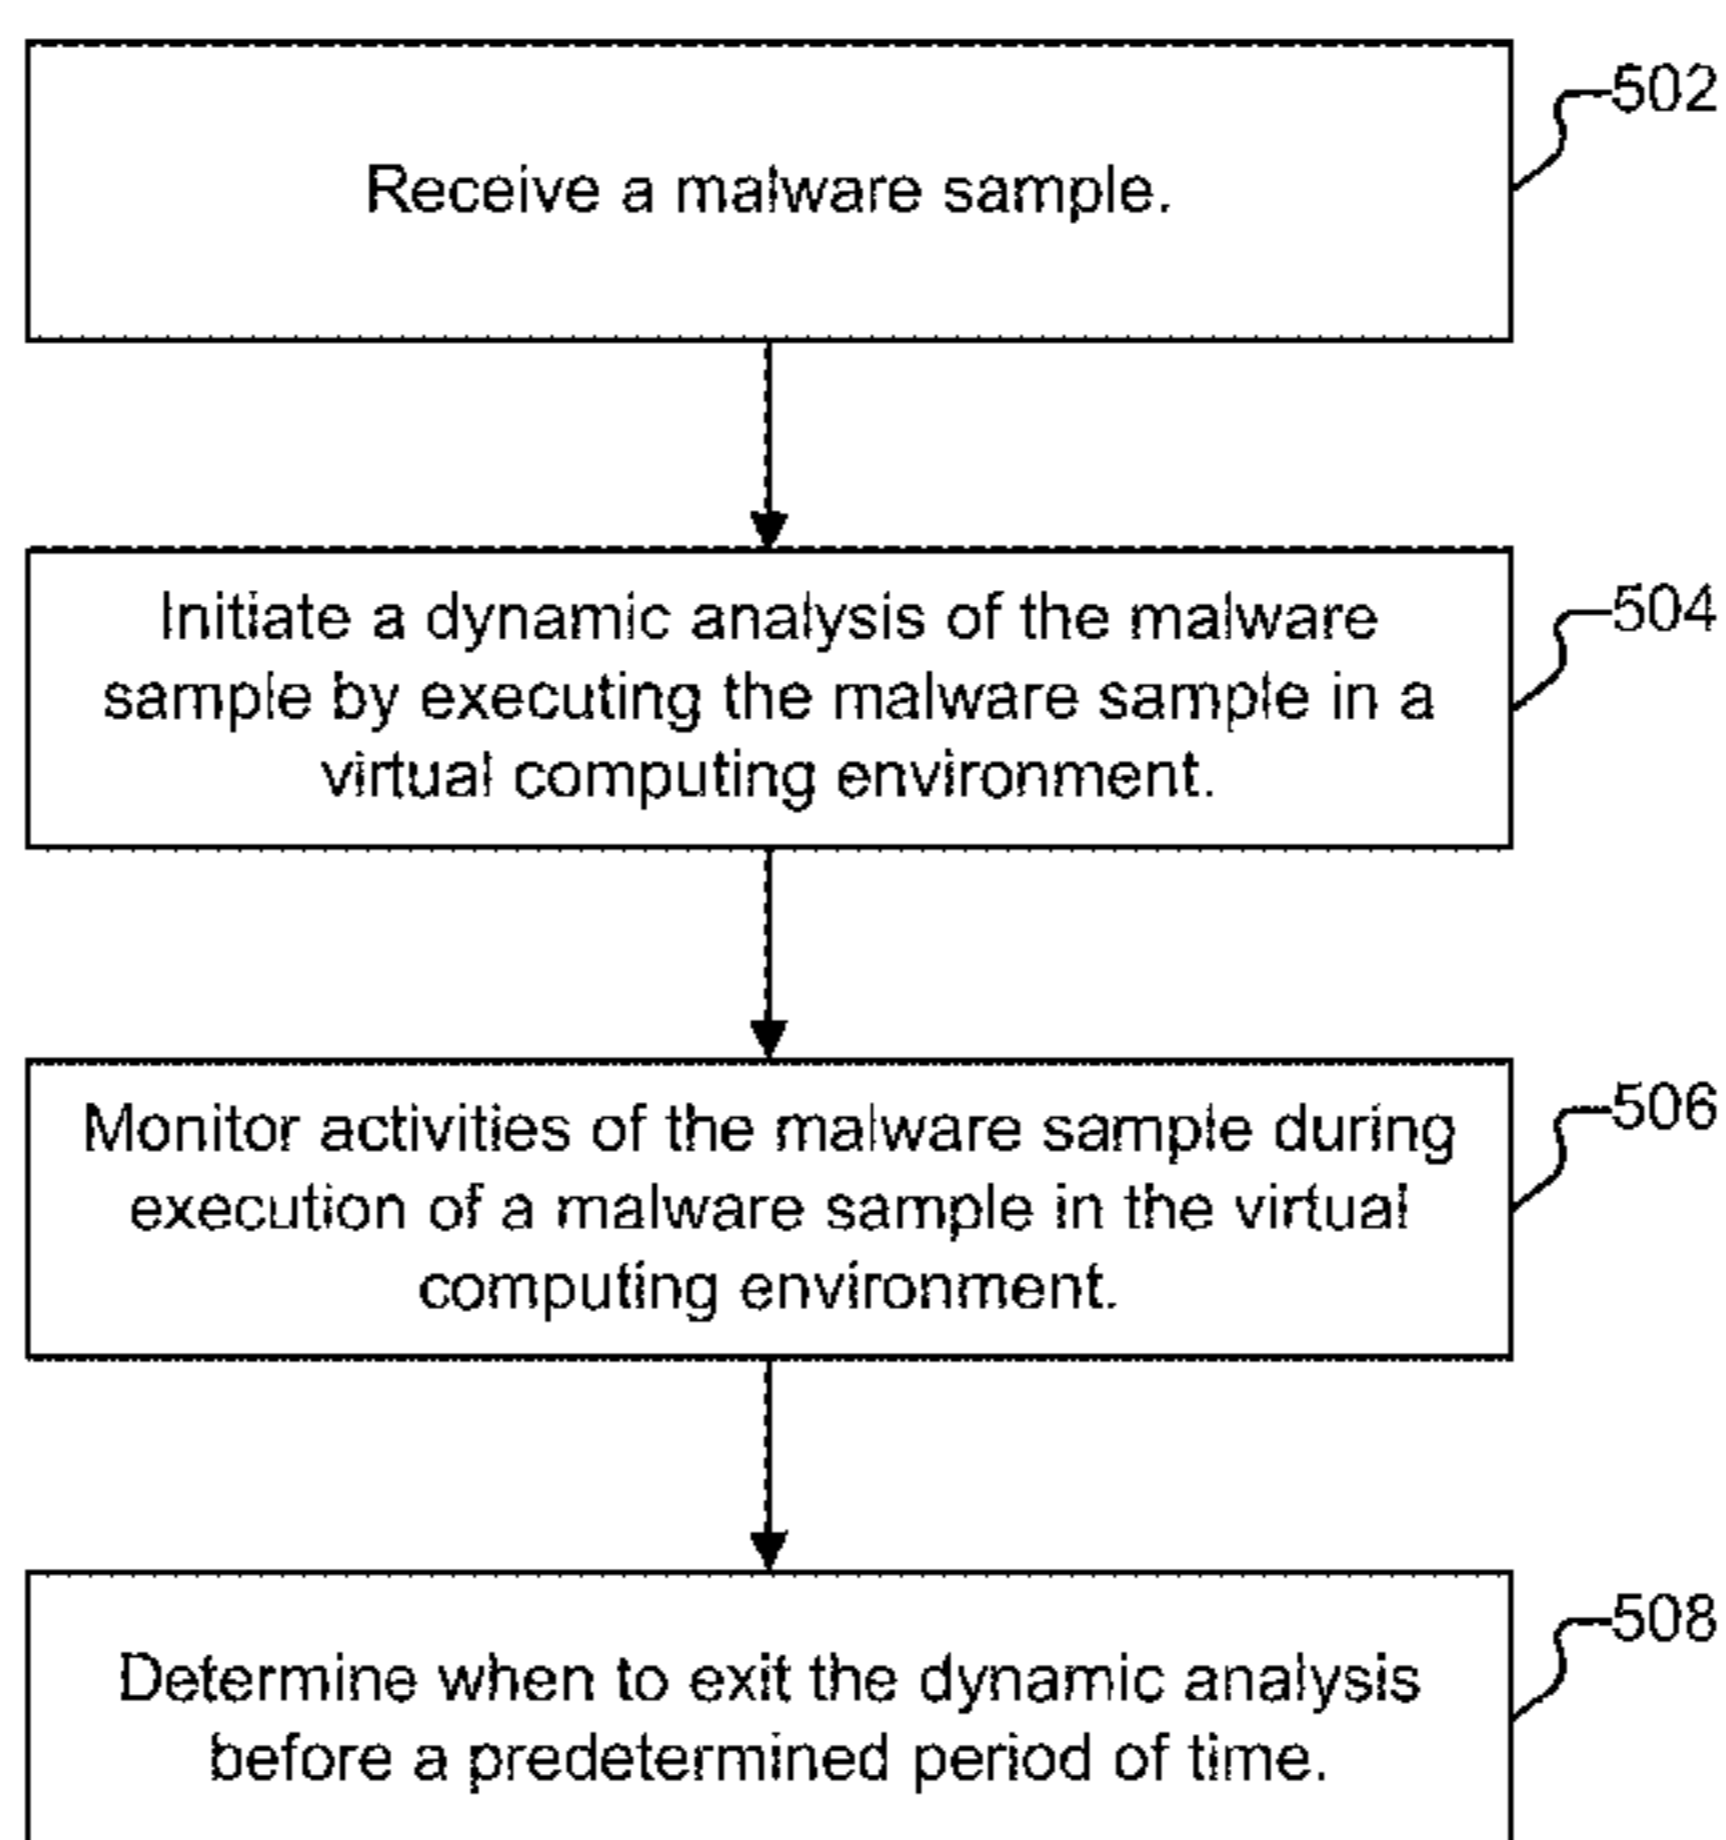 Receive a malware sample.
502
Initiate a dynamic analysis of the malware
sample by executing the malware sample in a
virtual computing environment.
504
Monitor activities of the malware sample during
execution of a malware sample in the virtual
computing environment.
506
Determine when to exit the dynamic analysis
before a predetermined period of time.
508